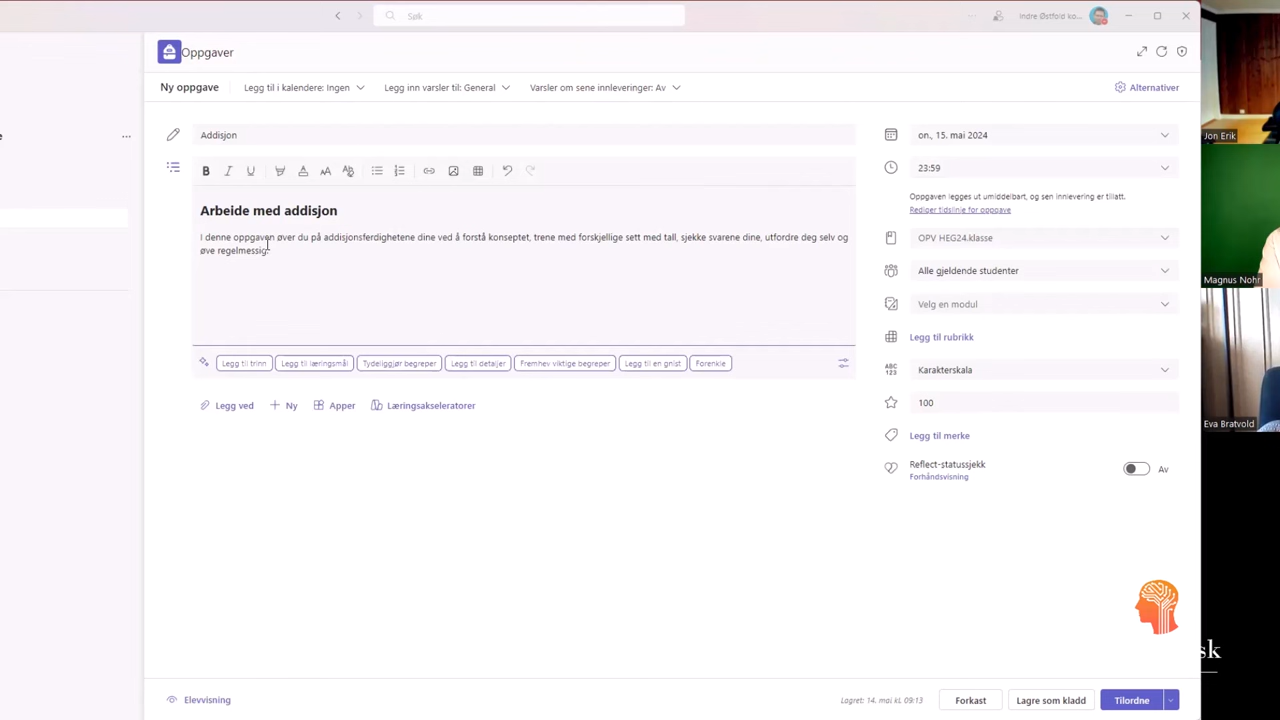 Søk
Indre Østfold ko...
Oppgaver
Ny oppgave
Legg til i kalendere: Ingen
Legg inn varsler til: General
Varsler om sene innleveringer: Av
Alternativer
Addisjon
Arbeide med addisjon
I denne oppgaven øver du på addisjonsferdighetene dine ved å forstå konseptet, trene med forskjellige sett med tall, sjekke svarene dine, utfordre deg selv og
øve regelmessig.
Legg til trinn
Legg til læringsmål
Tydeliggjør begreper
Legg til detaljer
Fremhev viktige begreper
Legg til en gnist
Forenkle
Legg ved
Ny
Apper
Læringsakseleratorer
on., 15. mai 2024
23:59
Oppgaven legges ut umiddelbart, og sen innlevering er tillatt.
Rediger tidslinje for oppgave
OPV HEG24.klasse
Alle gjeldende studenter
Velg en modul
Legg til rubrikk
ABC
123
Karakterskala
100
Legg til merke
Reflect-statussjekk
Av
Forhåndsvisning
Elevvisning
Lagret: 14. mai kl. 09:13
Forkast
Lagre som kladd
Tilordne
Jon Erik
Magnus Nohr
Eva Bratvold
sk